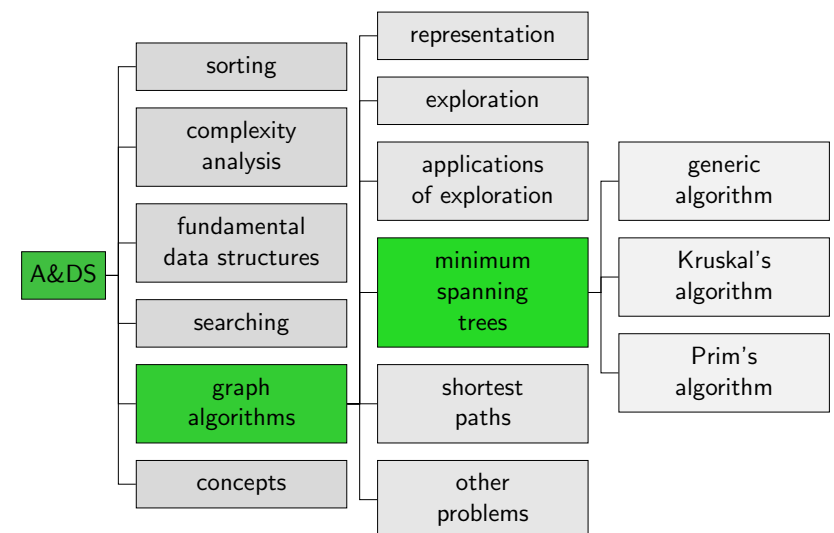 A&DS
sorting
complexity
analysis
fundamental
data structures
searching
graph
algorithms
concepts
representation
exploration
applications
of exploration
minimum
spanning
trees
shortest
paths
other
problems
generic
algorithm
Kruskal's
algorithm
Prim's
algorithm